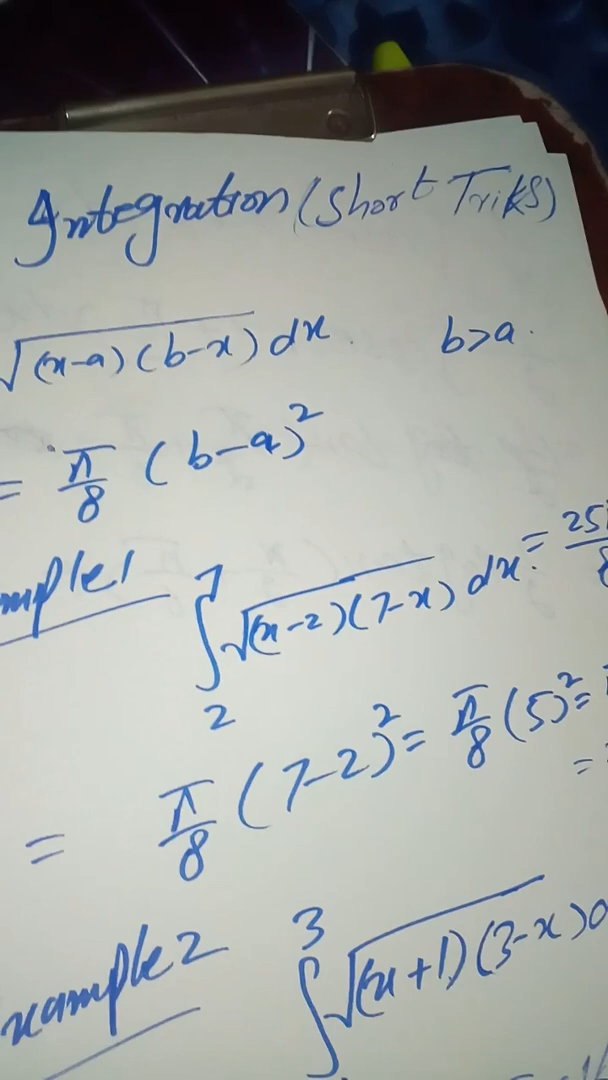 Integration (Short Triks)
√(x-a)(b-x) dx. b>a.
= π/8 (b-a)²
mple1 ∫₂⁷ √(x-2)(7-x) dx = 25
= π/8 (7-2)² = π/8 (5)² =
=
xample2 ∫³ √(x+1)(3-x)